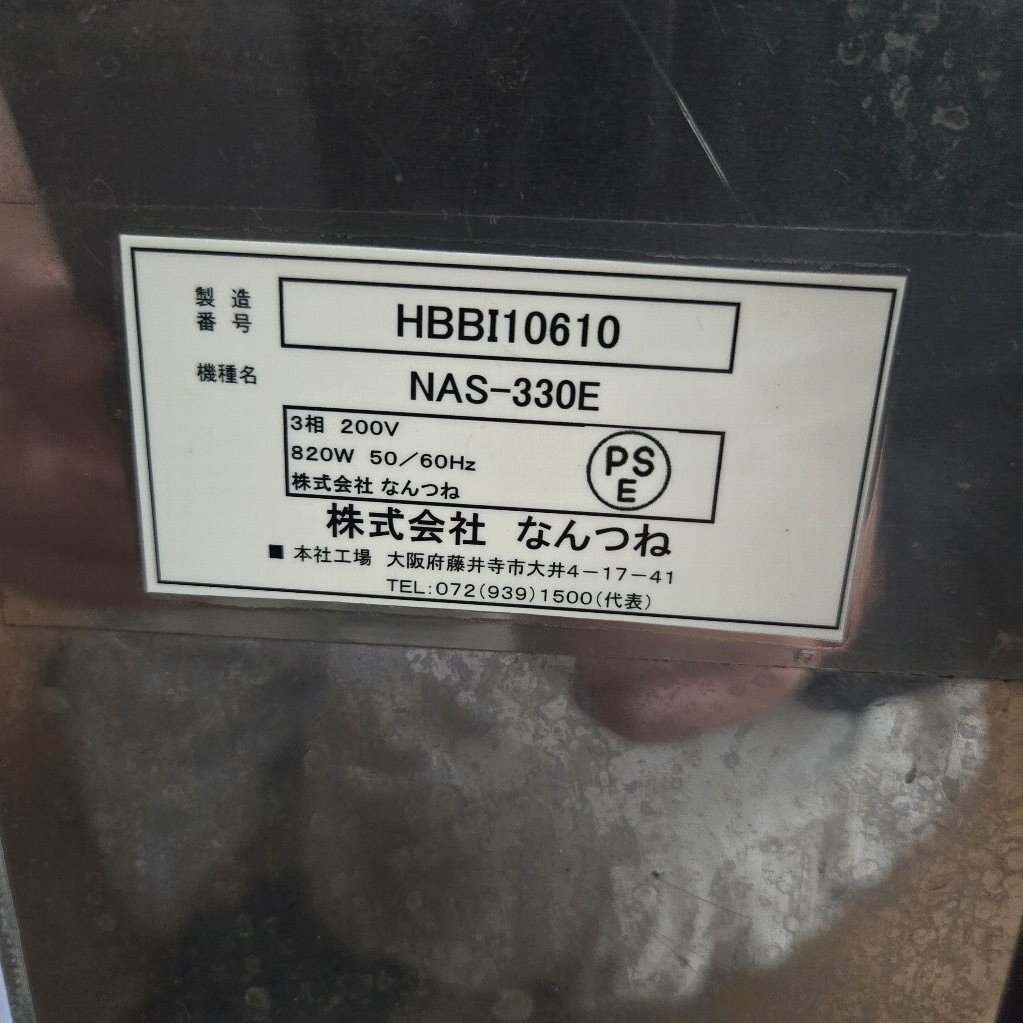 製造番号 HBBI10610
機種名 NAS-330E
3相 200V
820W 50/60Hz
株式会社 なんつね
PS
E
株式会社 なんつね
■ 本社工場 大阪府藤井寺市大井4-17-41
TEL:072(939)1500(代表)